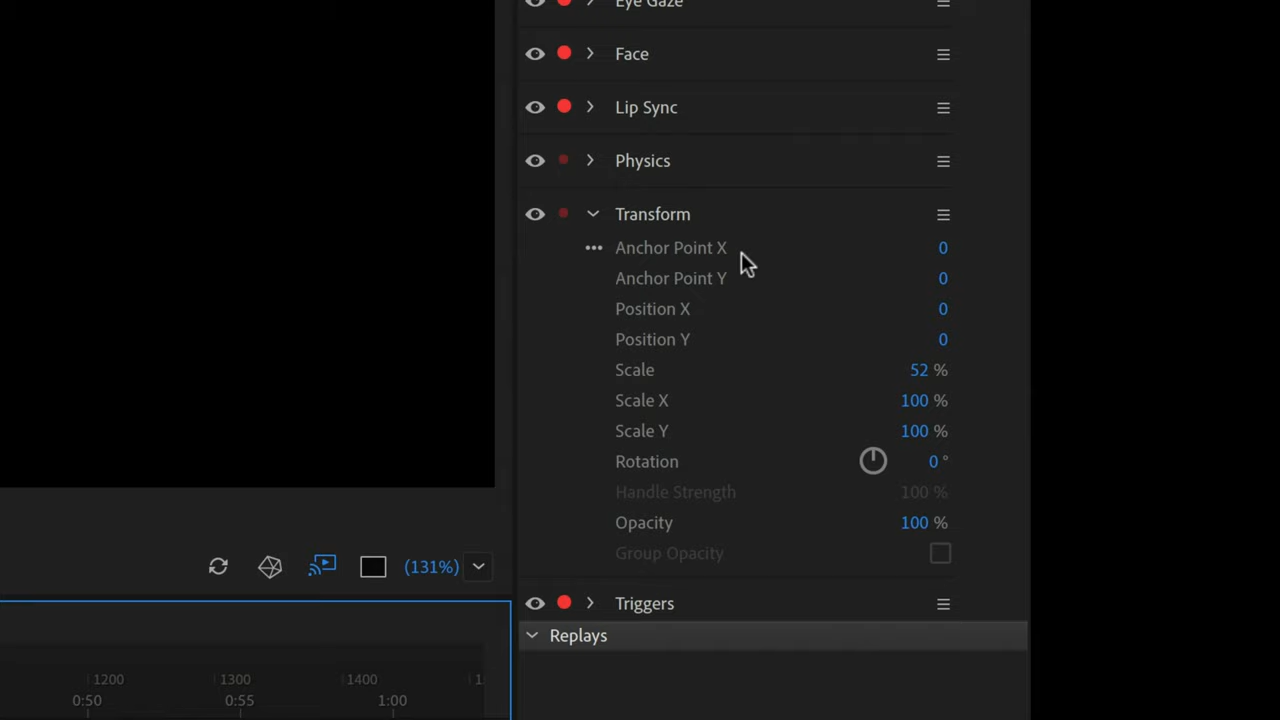 Eye Gaze
Face
Lip Sync
Physics
Transform
Anchor Point X 0
Anchor Point Y 0
Position X 0
Position Y 0
Scale 52 %
Scale X 100 %
Scale Y 100 %
Rotation 0 °
Handle Strength 100 %
Opacity 100 %
Group Opacity
(131%)
Triggers
Replays
1200 1300 1400
0:50 0:55 1:00